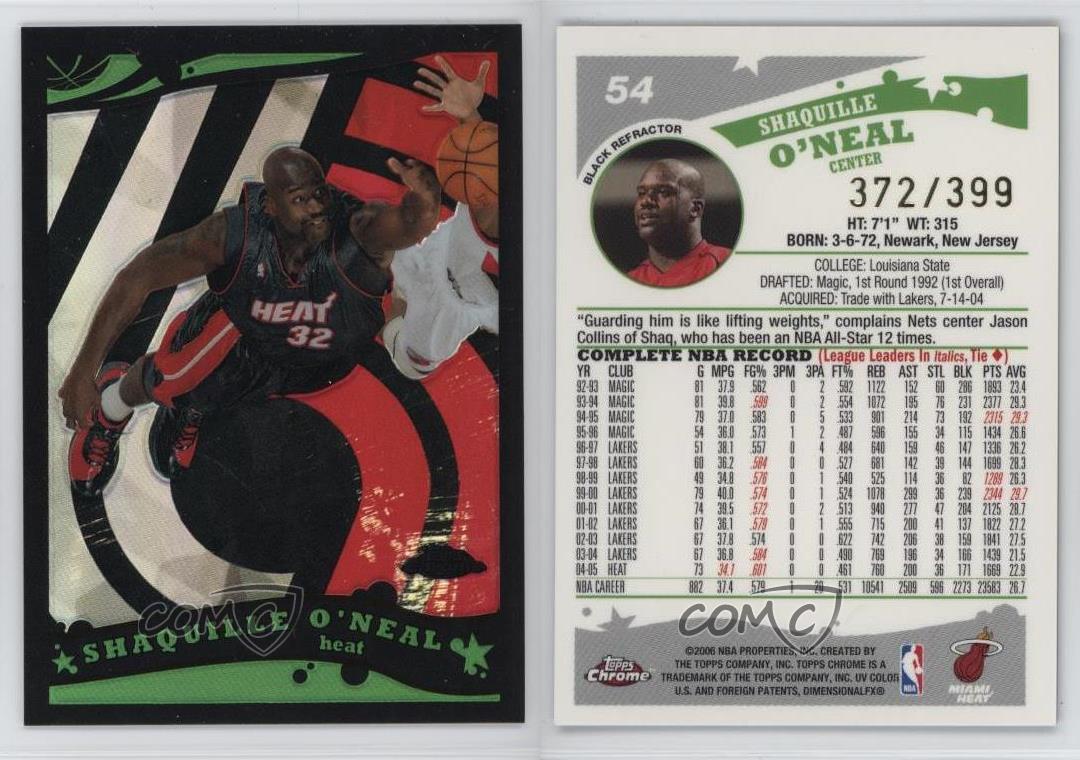 HEAT
32
SHAQUILLE O'NEAL
heat
COMC
54
BLACK REFRACTOR
SHAQUILLE
O'NEAL
CENTER
372/399
HT: 7'1" WT: 315
BORN: 3-6-72, Newark, New Jersey
COLLEGE: Louisiana State
DRAFTED: Magic, 1st Round 1992 (1st Overall)
ACQUIRED: Trade with Lakers, 7-14-04
"Guarding him is like lifting weights," complains Nets center Jason
Collins of Shaq, who has been an NBA All-Star 12 times.
COMPLETE NBA RECORD (League Leaders In italics, Tie ♦)
YR CLUB G MPG FG% 3PM 3PA FT% REB AST STL BLK PTS AVG
92-93 MAGIC 81 37.9 .562 0 2 .592 1122 152 60 286 1893 23.4
93-94 MAGIC 81 39.8 .599 0 2 .554 1072 195 76 231 2377 29.3
94-95 MAGIC 79 37.0 .583 0 5 .533 901 214 73 192 2315 29.3
95-96 MAGIC 54 36.0 .573 1 2 .487 596 155 34 115 1434 26.6
96-97 LAKERS 51 38.1 .557 0 4 .484 640 159 46 147 1336 26.2
97-98 LAKERS 60 36.2 .584 0 0 .527 681 142 39 144 1699 28.3
98-99 LAKERS 49 34.8 .576 0 1 .540 525 114 36 82 1289 26.3
99-00 LAKERS 79 40.0 .574 0 1 .524 1078 299 36 239 2344 29.7
00-01 LAKERS 74 39.5 .572 0 2 .513 940 277 47 204 2125 28.7
01-02 LAKERS 67 36.1 .579 0 1 .555 715 200 41 137 1822 27.2
02-03 LAKERS 67 37.8 .574 0 0 .622 742 206 38 159 1841 27.5
03-04 LAKERS 67 36.8 .584 0 0 .490 769 196 34 166 1439 21.5
04-05 HEAT 73 34.1 .601 0 0 .461 760 200 36 171 1669 22.9
NBA CAREER 882 37.4 .579 1 20 .531 10541 2509 596 2273 23583 26.7
COMC
©2006 NBA PROPERTIES, INC. CREATED BY
THE TOPPS COMPANY, INC. TOPPS CHROME IS A
TRADEMARK OF THE TOPPS COMPANY, INC. UV COLOR
U.S. AND FOREIGN PATENTS, DIMENSIONALFX®
Topps
Chrome
NBA
MIAMI
HEAT